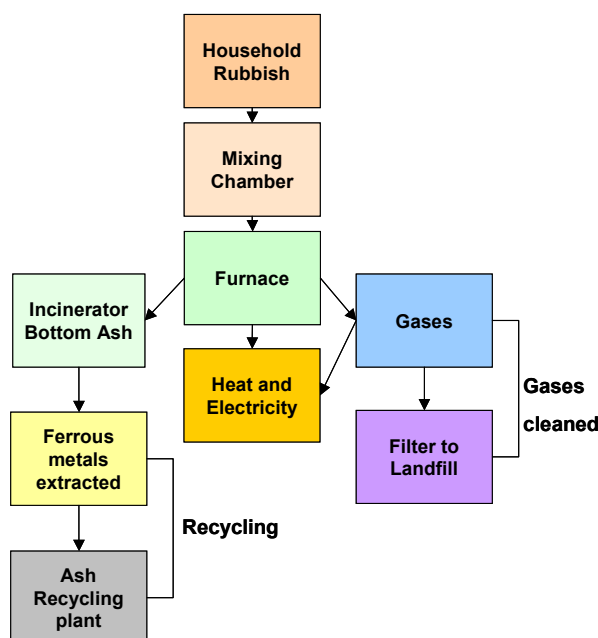 Household
Rubbish
Mixing
Chamber
Furnace
Incinerator
Bottom Ash
Gases
Heat and
Electricity
Gases
cleaned
Ferrous
metals
extracted
Filter to
Landfill
Recycling
Ash
Recycling
plant